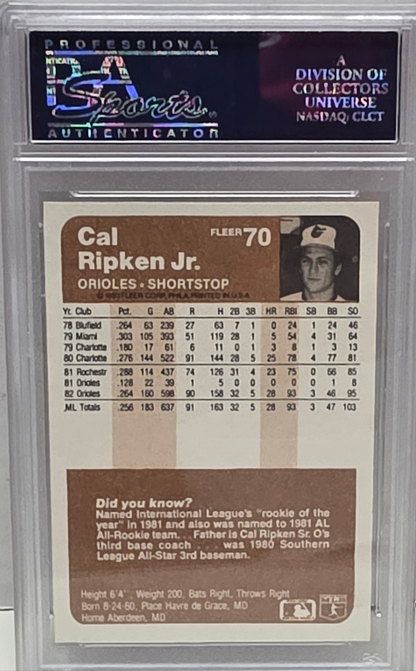 PROFESSIONAL
PSA
Sports
AUTHENTICATOR
A
DIVISION OF
COLLECTORS
UNIVERSE
NASDAQ: CLCT
Cal
Ripken Jr.
FLEER 70
ORIOLES • SHORTSTOP
© 1983 FLEER CORP. PHILA. PRINTED IN U.S.A.
Yr. Club Pct. G AB R H 2B 3B HR RBI SB BB SO
78 Blufield .264 63 239 27 63 7 1 0 24 1 24 46
79 Miami .303 105 393 51 119 28 1 5 54 4 31 64
79 Charlotte .180 17 61 6 11 0 1 3 8 1 3 13
80 Charlotte .276 144 522 91 144 28 5 25 78 4 77 81
81 Rochestr .288 114 437 74 126 31 4 23 75 0 66 85
81 Orioles .128 22 39 1 5 0 0 0 0 0 1 8
82 Orioles .264 160 598 90 158 32 5 28 93 3 46 95
ML Totals .256 183 637 91 163 32 5 28 93 3 47 103
Did you know?
Named International League's "rookie of the
year" in 1981 and also was named to 1981 AL
All-Rookie team. . . Father is Cal Ripken Sr. O's
third base coach . . . was 1980 Southern
League All-Star 3rd baseman.
Height 6'4", Weight 200, Bats Right, Throws Right
Born 8-24-60, Place Havre de Grace, MD
Home Aberdeen, MD